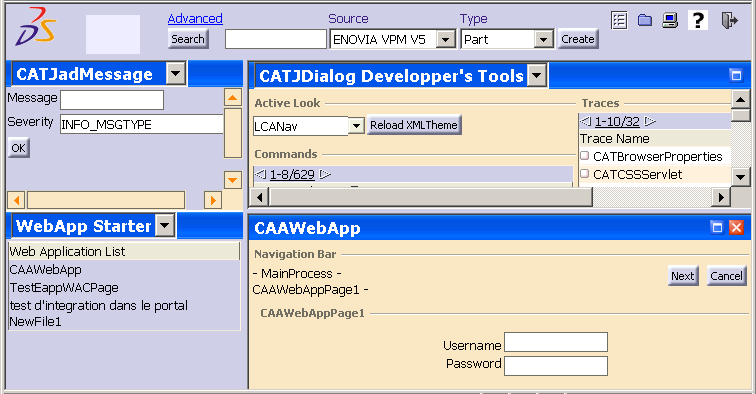 Advanced Source Type
Search ENOVIA VPM V5 Part Create
?
CATJadMessage
Message
Severity INFO_MSGTYPE
OK
CATJDialog Developper's Tools
Active Look
LCANav Reload XMLTheme
Commands
1-8/629
Traces
1-10/32
Trace Name
CATBrowserProperties
CATCSSServlet
WebApp Starter
Web Application List
CAAWebApp
TestEappWACPage
test d'integration dans le portal
NewFile1
CAAWebApp
Navigation Bar
- MainProcess -
CAAWebAppPage1 -
Next Cancel
CAAWebAppPage1
Username
Password